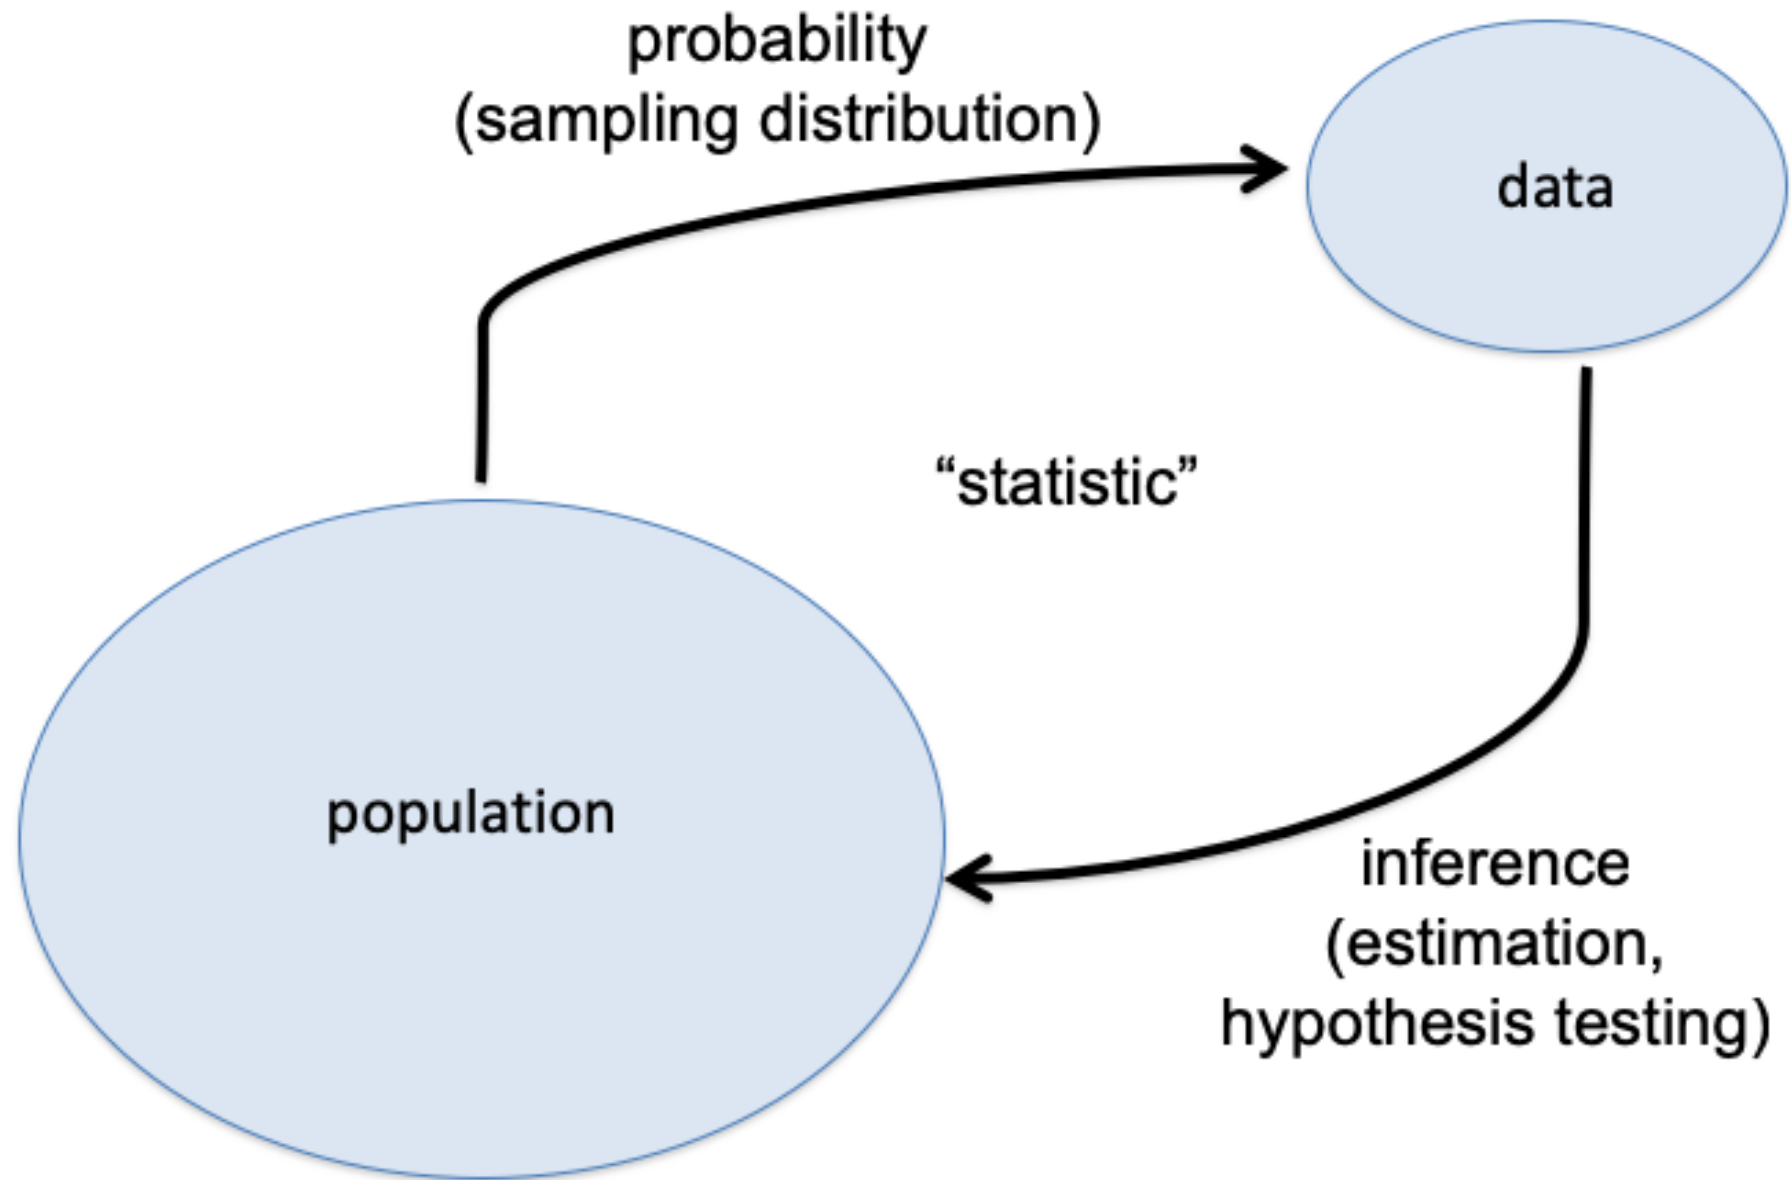 probability
(sampling distribution)
data
“statistic”
population
inference
(estimation,
hypothesis testing)